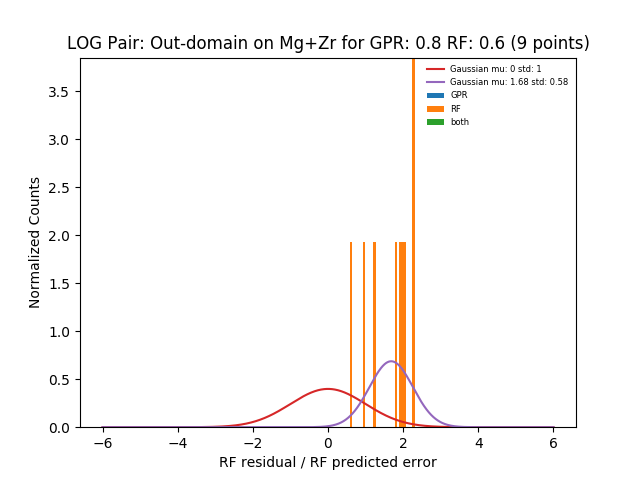 LOG Pair: Out-domain on Mg+Zr for GPR: 0.8 RF: 0.6 (9 points)
Gaussian mu: 0 std: 1
Gaussian mu: 1.68 std: 0.58
GPR
RF
both
Normalized Counts
3.5
3.0
2.5
2.0
1.5
1.0
0.5
0.0
−6
−4
−2
0
2
4
6
RF residual / RF predicted error